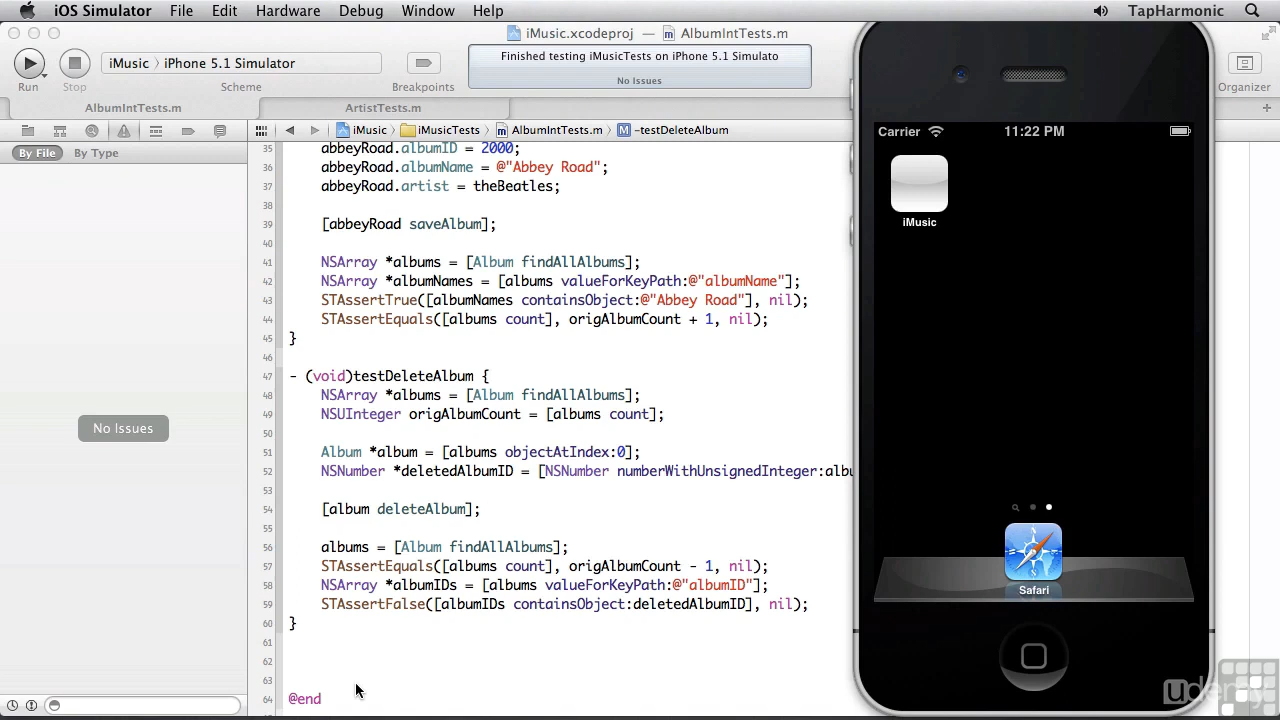 iOS Simulator File Edit Hardware Debug Window Help TapHarmonic
iMusic.xcodeproj — AlbumIntTests.m
Run Stop iMusic 〉 iPhone 5.1 Simulator
Scheme Breakpoints
Finished testing iMusicTests on iPhone 5.1 Simulato
No Issues
Organizer
AlbumIntTests.m ArtistTests.m
iMusic 〉 iMusicTests 〉 AlbumIntTests.m 〉 M -testDeleteAlbum
By File By Type
No Issues
35 abbeyRoad.albumID = 2000;
36 abbeyRoad.albumName = @"Abbey Road";
37 abbeyRoad.artist = theBeatles;
38
39 [abbeyRoad saveAlbum];
40
41 NSArray *albums = [Album findAllAlbums];
42 NSArray *albumNames = [albums valueForKeyPath:@"albumName"];
43 STAssertTrue([albumNames containsObject:@"Abbey Road"], nil);
44 STAssertEquals([albums count], origAlbumCount + 1, nil);
45 }
46
47 - (void)testDeleteAlbum {
48 NSArray *albums = [Album findAllAlbums];
49 NSUInteger origAlbumCount = [albums count];
50
51 Album *album = [albums objectAtIndex:0];
52 NSNumber *deletedAlbumID = [NSNumber numberWithUnsignedInteger:albu
53
54 [album deleteAlbum];
55
56 albums = [Album findAllAlbums];
57 STAssertEquals([albums count], origAlbumCount - 1, nil);
58 NSArray *albumIDs = [albums valueForKeyPath:@"albumID"];
59 STAssertFalse([albumIDs containsObject:deletedAlbumID], nil);
60 }
61
62
63
64 @end
Carrier 11:22 PM
iMusic
Safari
udemy